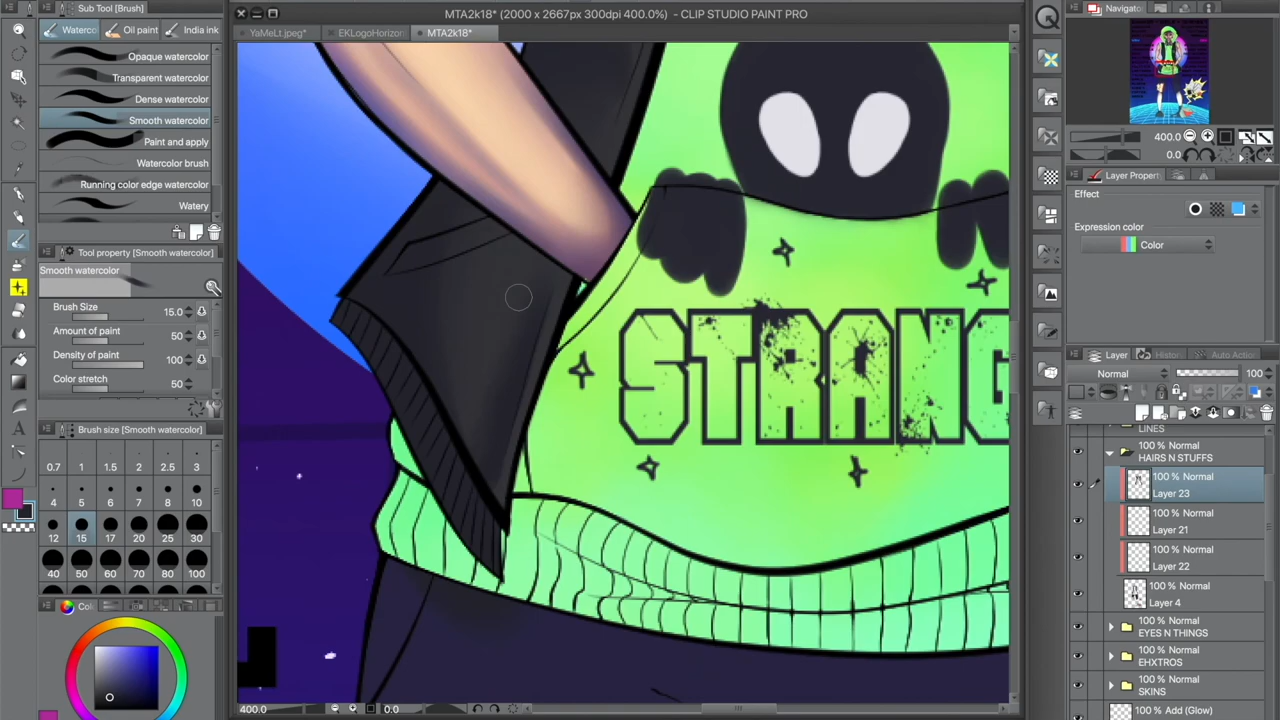 Sub Tool [Brush]
MTA2k18* (2000 x 2667px 300dpi 400.0%) - CLIP STUDIO PAINT PRO
Navigator
Waterco
Oil paint
India ink
YaMeLt.jpeg*
EKLogoHorizon
MTA2k18*
Opaque watercolor
Transparent watercolor
Dense watercolor
Smooth watercolor
Paint and apply
Watercolor brush
Running color edge watercolor
Watery
400.0
0.0
Layer Propert
Effect
Expression color
Color
Tool property [Smooth watercolor]
Smooth watercolor
Brush Size 15.0
Amount of paint 50
Density of paint 100
Color stretch 50
STRANG
Layer
Histor
Auto Action
Normal 100
LINES
100 % Normal
HAIRS N STUFFS
100 % Normal
Layer 23
100 % Normal
Layer 21
100 % Normal
Layer 22
100 % Normal
Layer 4
100 % Normal
EYES N THINGS
100 % Normal
EHXTROS
100 % Normal
SKINS
100 % Add (Glow)
Brush size [Smooth watercolor]
0.7 1 1.5 2 2.5 3
4 5 6 7 8 10
12 15 17 20 25 30
40 50 60 70 80 100
Col
400.0 0.0